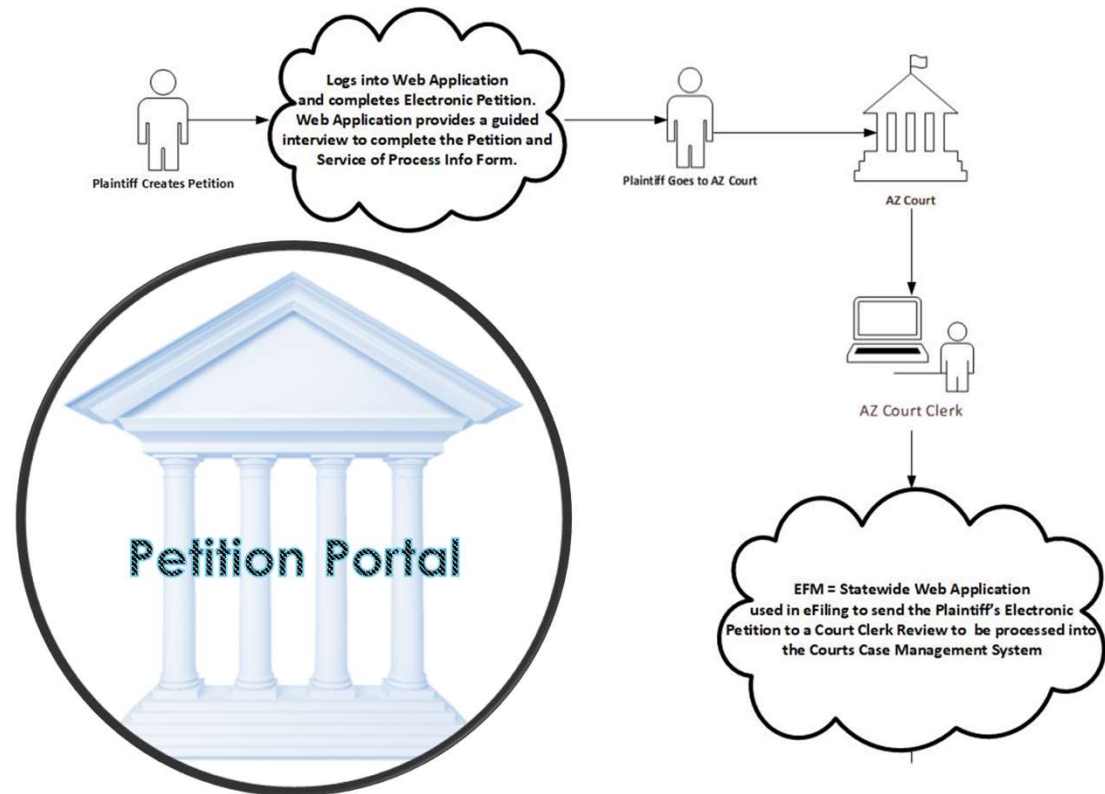 Logs into Web Application
and completes Electronic Petition.
Web Application provides a guided
interview to complete the Petition and
Service of Process Info Form.
Plaintiff Creates Petition
Plaintiff Goes to AZ Court
AZ Court
AZ Court Clerk
Petition Portal
EFM = Statewide Web Application
used in eFiling to send the Plaintiff's Electronic
Petition to a Court Clerk Review to be processed into
the Courts Case Management System